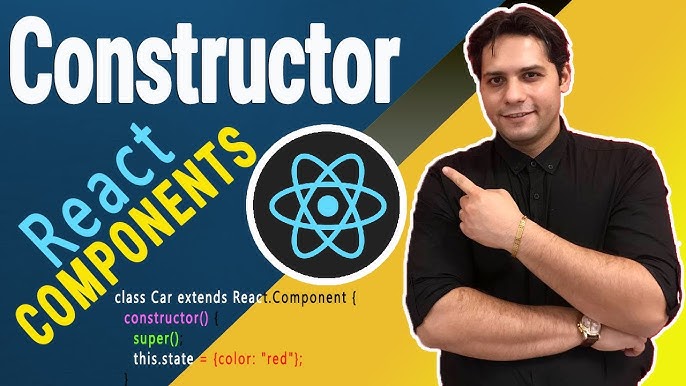 Constructor
React
COMPONENTS
class Car extends React.Component {
constructor() {
super()
this.state = {color: "red"};
}